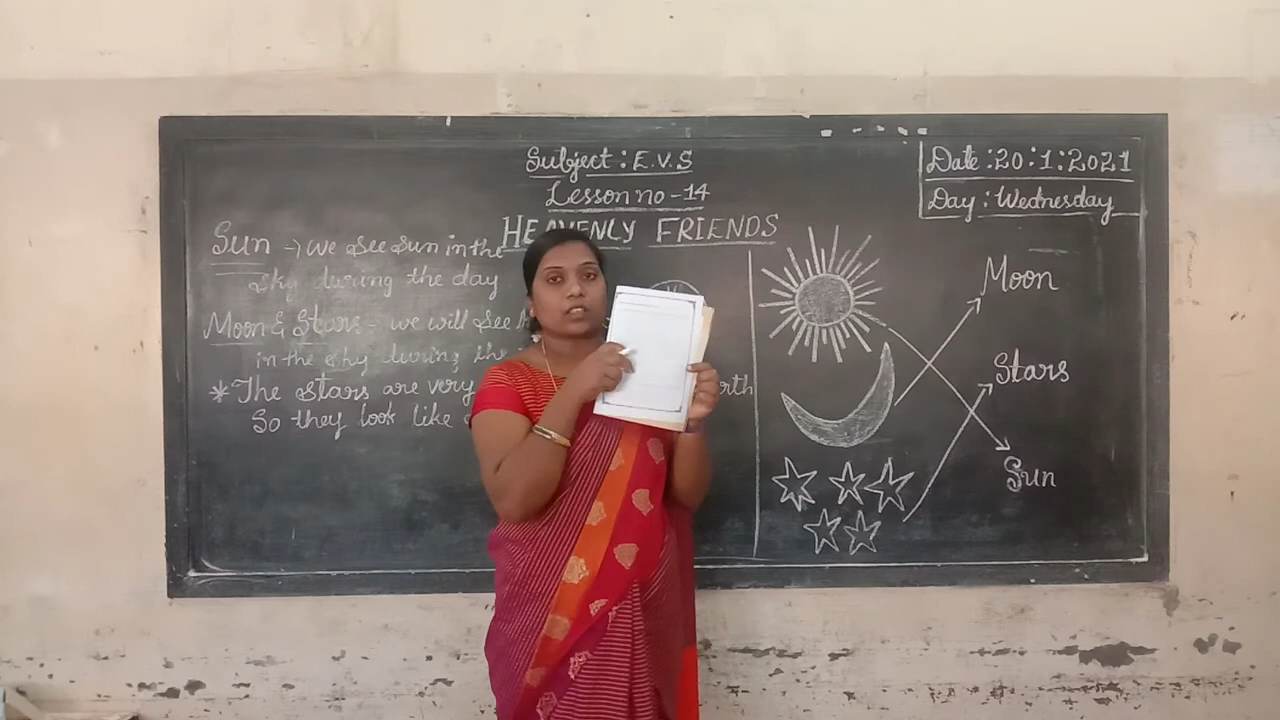 Subject : E.V.S
Lesson no - 14
HEAVENLY FRIENDS
Date : 20 : 1 : 2021
Day : Wednesday
Sun → we see sun in the
sky during the day
Moon & Stars - we will see
in the sky during the
* The stars are very
So they look like
Moon
Stars
Sun